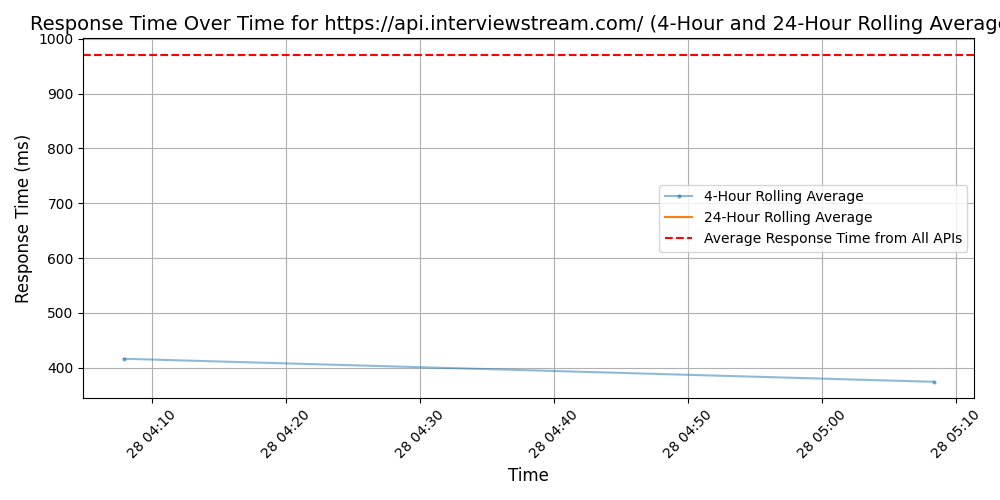 Response Time Over Time for https://api.interviewstream.com/ (4-Hour and 24-Hour Rolling Average
Response Time (ms)
1000
900
800
700
600
500
400
4-Hour Rolling Average
24-Hour Rolling Average
Average Response Time from All APIs
28 04:10
28 04:20
28 04:30
28 04:40
28 04:50
28 05:00
28 05:10
Time